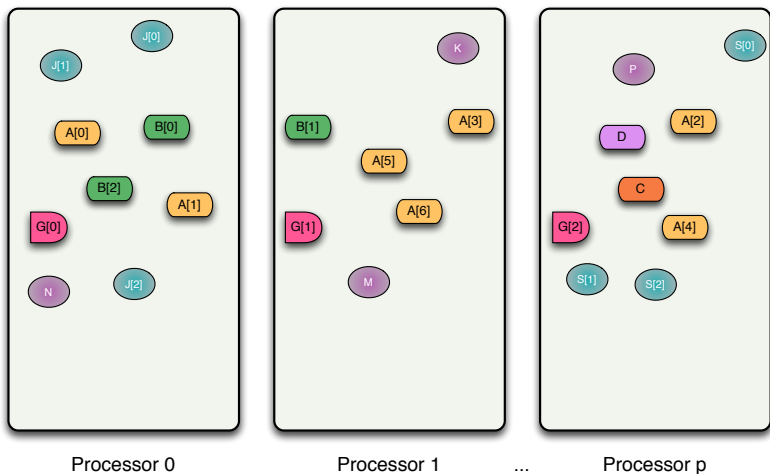 J[0]
J[1]
A[0]
B[0]
B[2]
A[1]
G[0]
N
J[2]
K
B[1]
A[3]
A[5]
A[6]
G[1]
M
S[0]
P
D
A[2]
C
G[2]
A[4]
S[1]
S[2]
Processor 0
Processor 1
...
Processor p